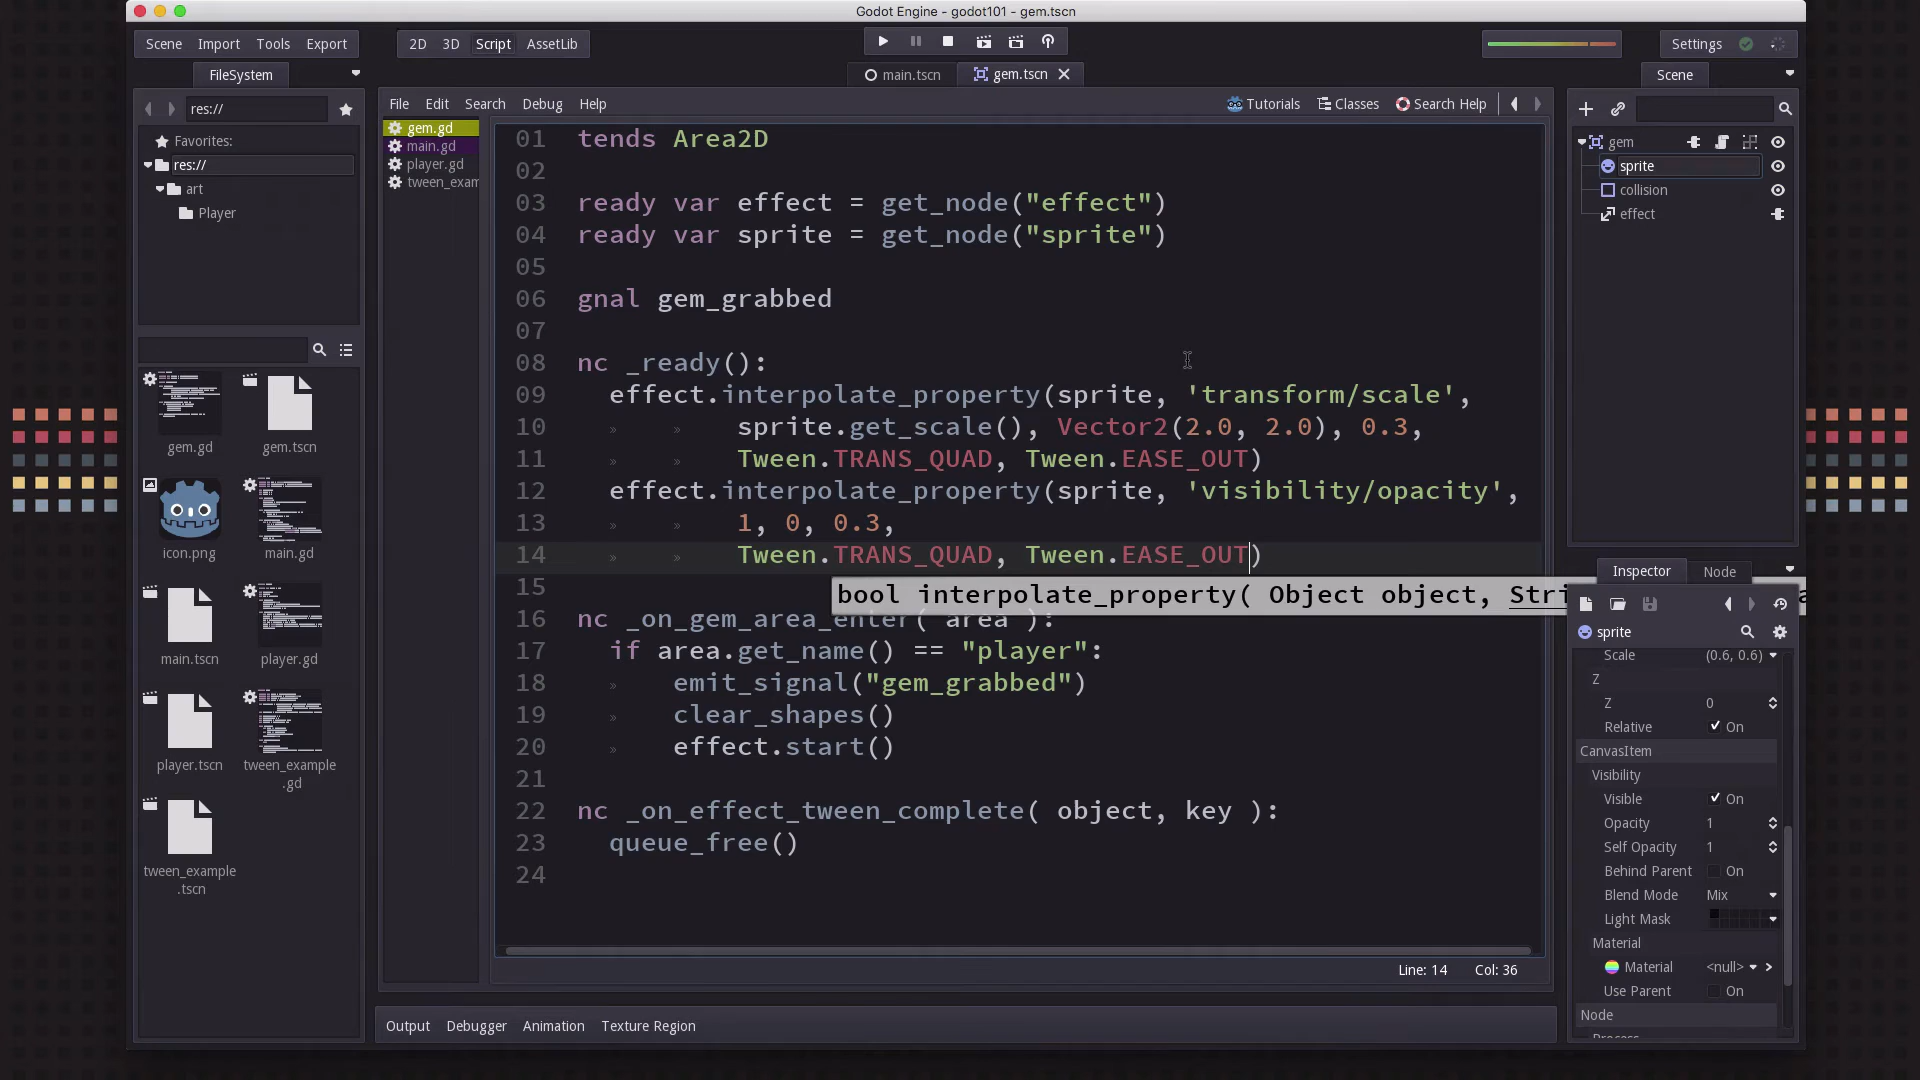 Godot Engine - godot101 - gem.tscn
Scene Import Tools Export
2D 3D Script AssetLib
Settings
FileSystem
main.tscn
gem.tscn
Scene
res://
File Edit Search Debug Help
Tutorials Classes Search Help
Favorites:
res://
art
Player
gem.gd
main.gd
player.gd
tween_exam
01 tends Area2D
02
03 ready var effect = get_node("effect")
04 ready var sprite = get_node("sprite")
05
06 gnal gem_grabbed
07
08 nc _ready():
09 effect.interpolate_property(sprite, 'transform/scale',
10 » » sprite.get_scale(), Vector2(2.0, 2.0), 0.3,
11 » » Tween.TRANS_QUAD, Tween.EASE_OUT)
12 effect.interpolate_property(sprite, 'visibility/opacity',
13 » » 1, 0, 0.3,
14 » » Tween.TRANS_QUAD, Tween.EASE_OUT)
15
bool interpolate_property( Object object, Stri
16 nc _on_gem_area_enter( area ):
17 if area.get_name() == "player":
18 » emit_signal("gem_grabbed")
19 » clear_shapes()
20 » effect.start()
21
22 nc _on_effect_tween_complete( object, key ):
23 queue_free()
24
Line: 14 Col: 36
gem.gd
gem.tscn
icon.png
main.gd
main.tscn
player.gd
player.tscn
tween_example
.gd
tween_example
.tscn
gem
sprite
collision
effect
Inspector Node
sprite
Scale (0.6, 0.6)
Z
Z 0
Relative On
CanvasItem
Visibility
Visible On
Opacity 1
Self Opacity 1
Behind Parent On
Blend Mode Mix
Light Mask
Material
Material <null>
Use Parent On
Node
Output Debugger Animation Texture Region